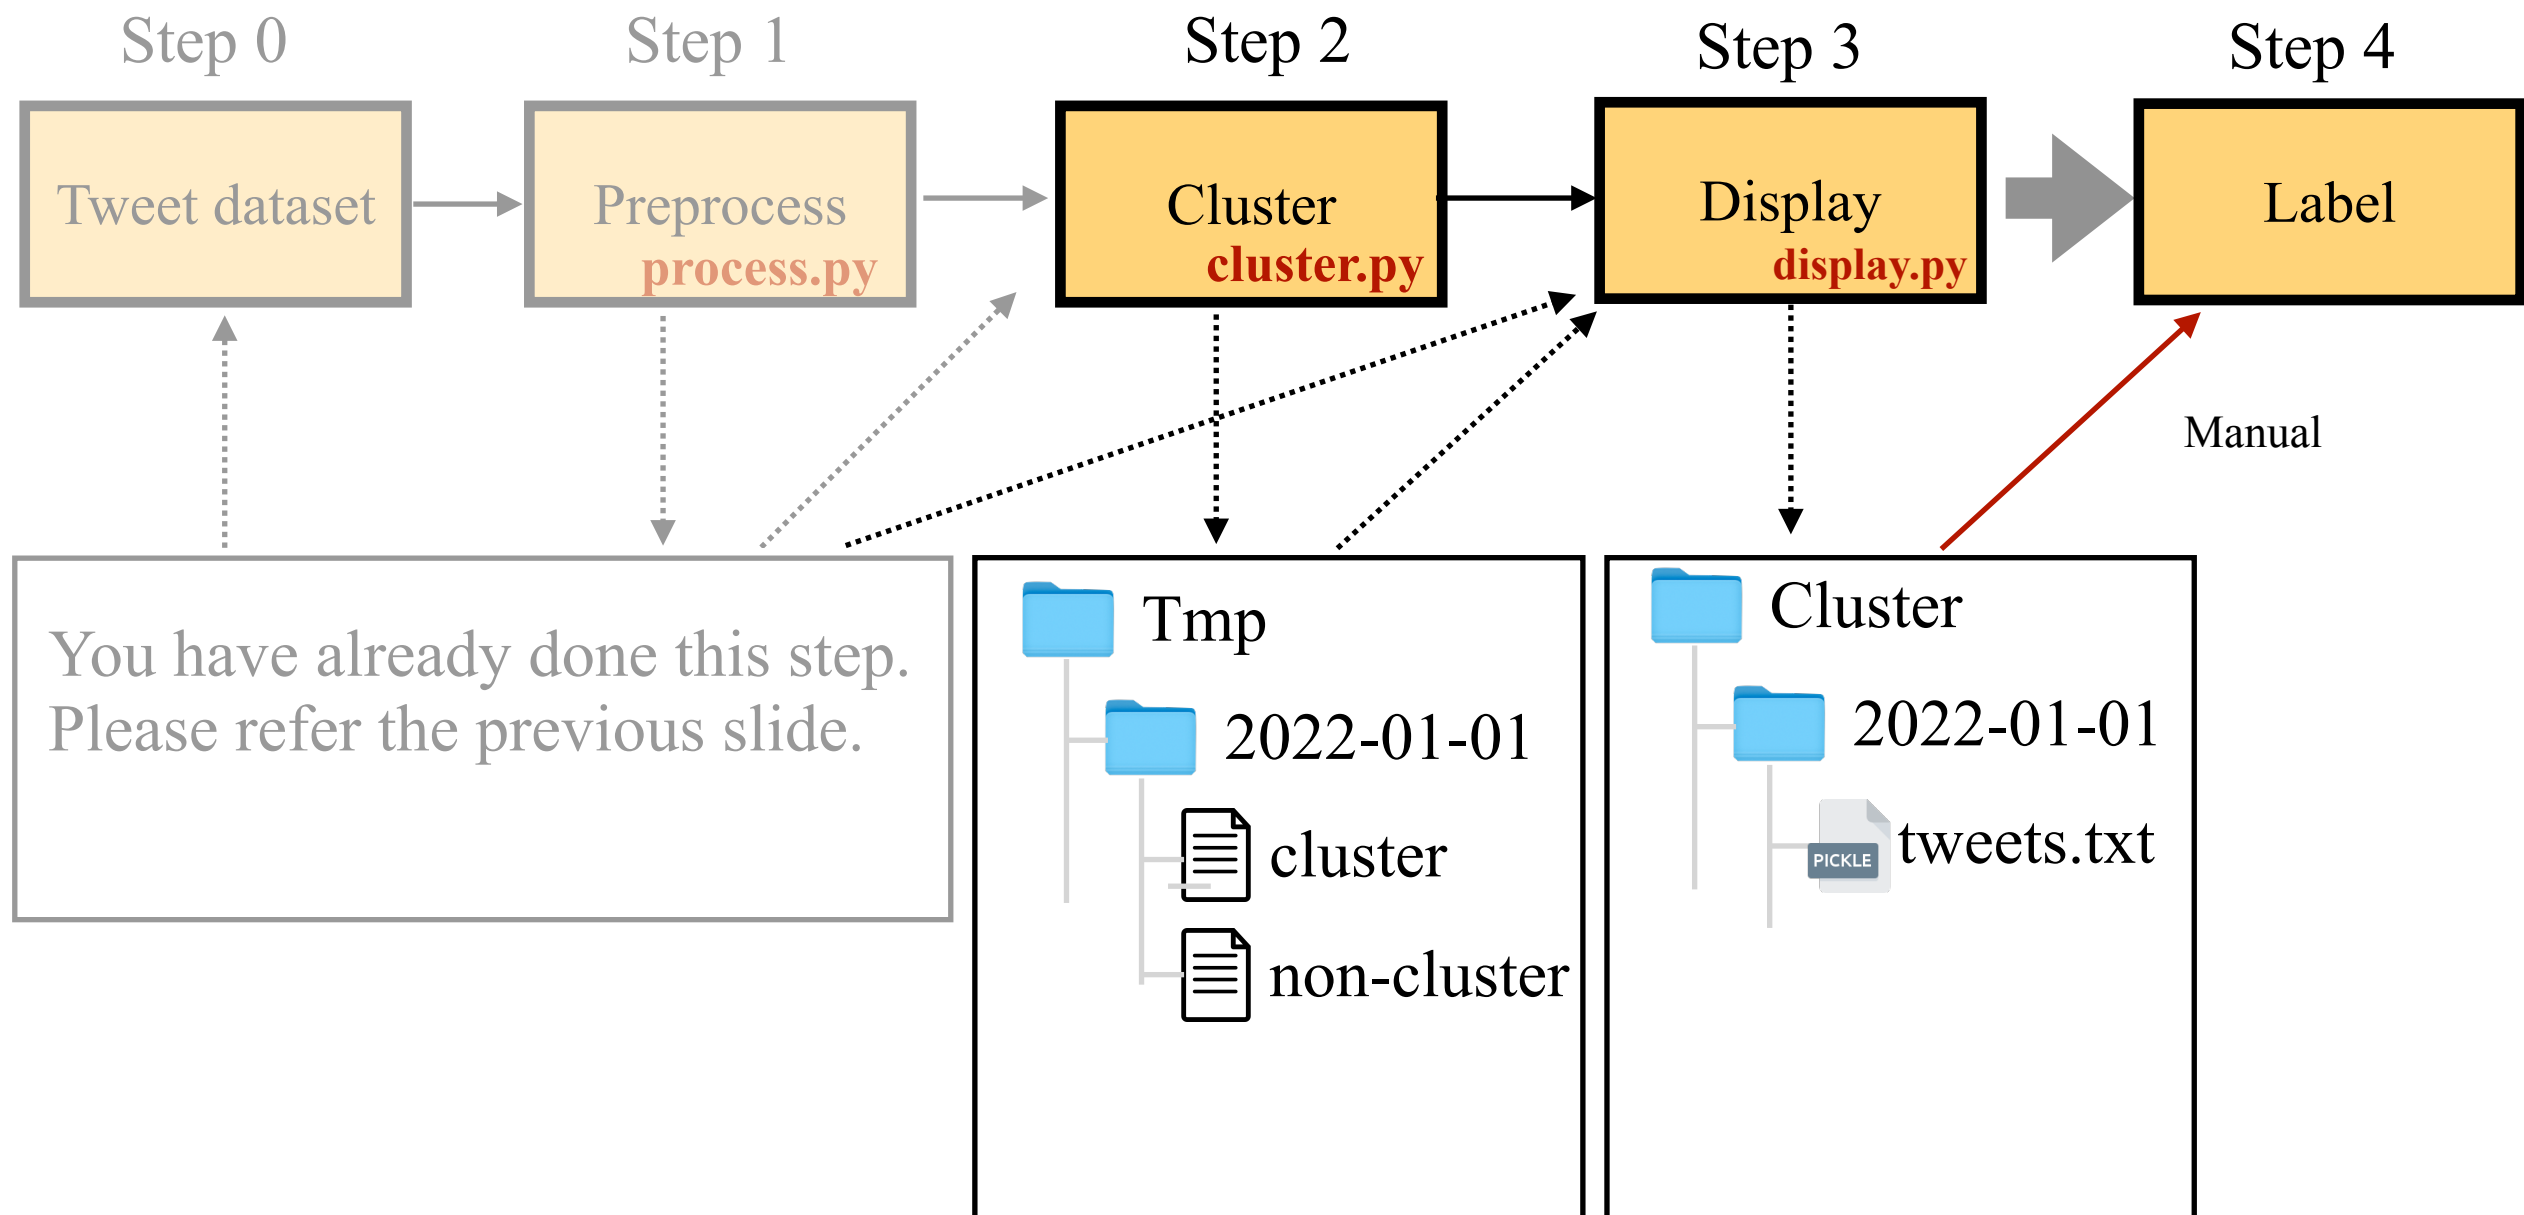 Step 0
Step 1
Step 2
Step 3
Step 4
Tweet dataset
Preprocess
process.py
Cluster
cluster.py
Display
display.py
Label
Manual
You have already done this step.
Please refer the previous slide.
Tmp
2022-01-01
cluster
non-cluster
Cluster
2022-01-01
PICKLE
tweets.txt